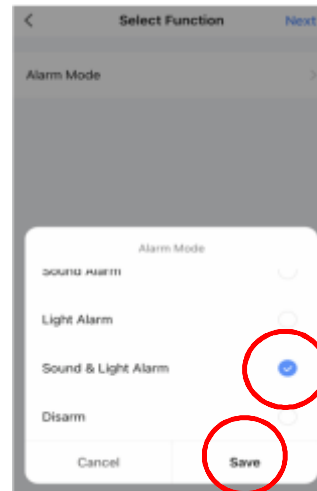 Select Function Next
Alarm Mode
Alarm Mode
Sound Alarm
Light Alarm
Sound & Light Alarm
Disarm
Cancel Save